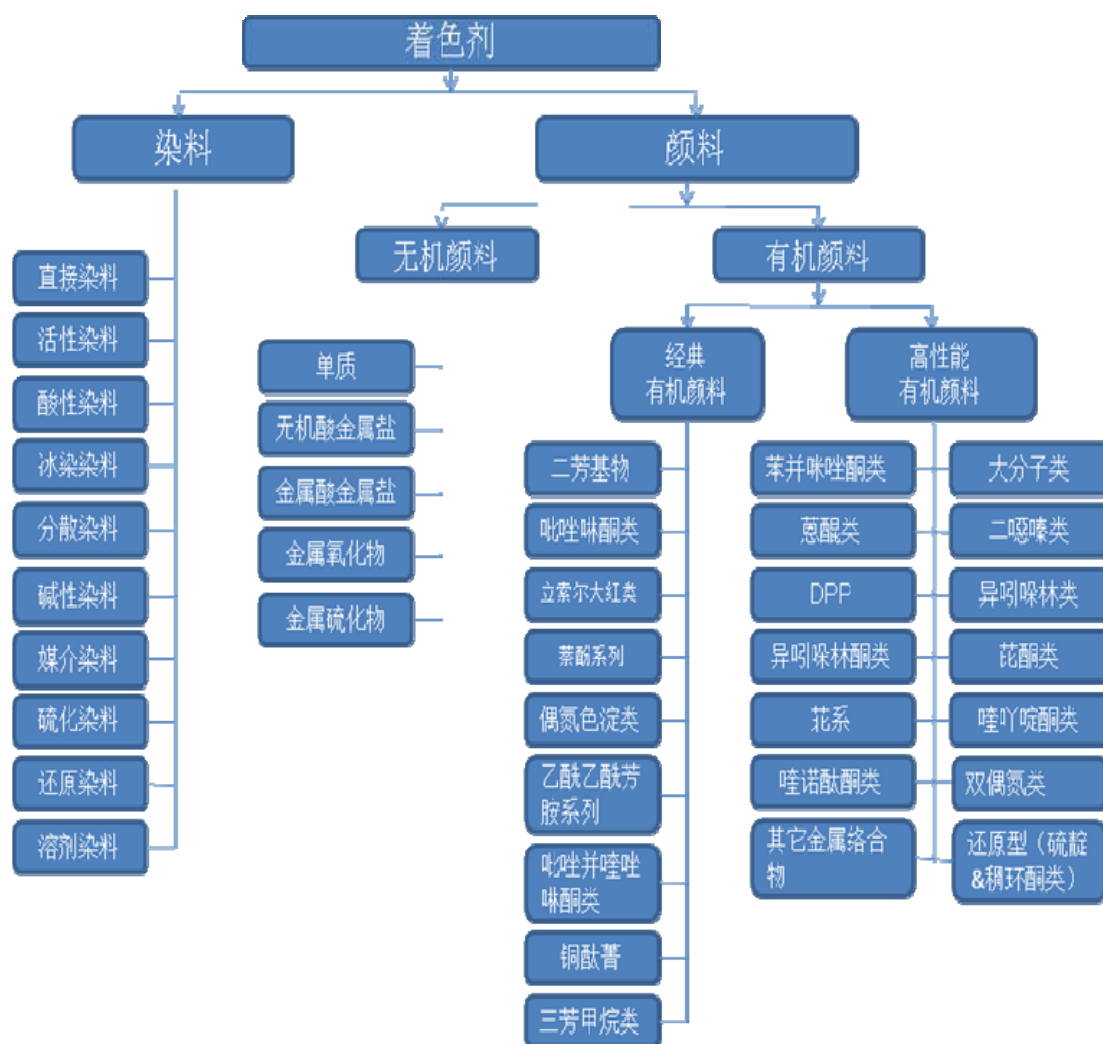 着色剂
染料
颜料
无机颜料
有机颜料
直接染料
活性染料
酸性染料
冰染染料
分散染料
碱性染料
媒介染料
硫化染料
还原染料
溶剂染料
单质
无机酸金属盐
金属酸金属盐
金属氧化物
金属硫化物
经典
有机颜料
高性能
有机颜料
二芳基物
吡唑啉酮类
立索尔大红类
萘酚系列
偶氮色淀类
乙酰乙酰芳
胺系列
吡唑并喹唑
啉酮类
铜酞菁
三芳甲烷类
苯并咪唑酮类
蒽醌类
DPP
异吲哚林酮类
苝系
喹诺酞酮类
其它金属络合
物
大分子类
二噁嗪类
异吲哚林类
芘酮类
喹吖啶酮类
双偶氮类
还原型（硫靛
&稠环酮类）